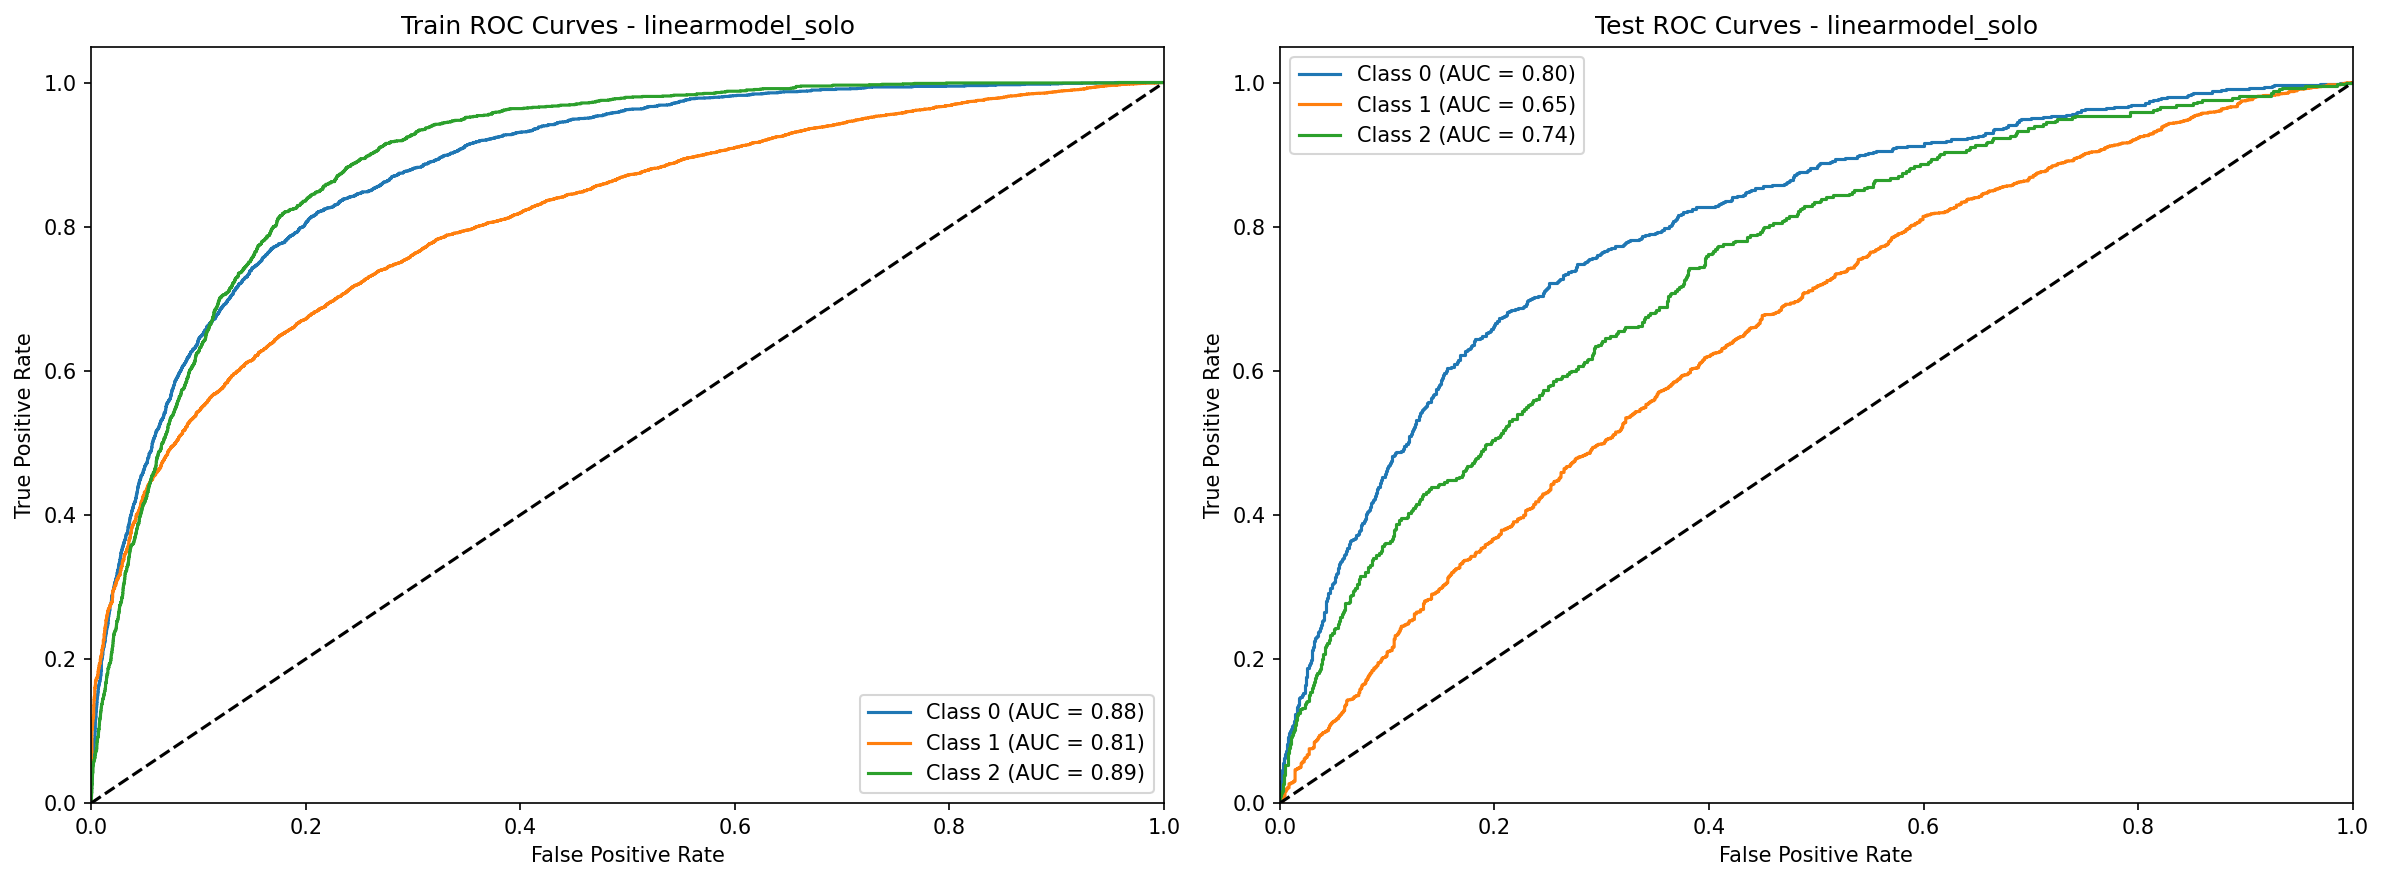 Train ROC Curves - linearmodel_solo
True Positive Rate
1.0
0.8
0.6
0.4
0.2
0.0
0.0 0.2 0.4 0.6 0.8 1.0
False Positive Rate
Class 0 (AUC = 0.88)
Class 1 (AUC = 0.81)
Class 2 (AUC = 0.89)
Test ROC Curves - linearmodel_solo
Class 0 (AUC = 0.80)
Class 1 (AUC = 0.65)
Class 2 (AUC = 0.74)
True Positive Rate
1.0
0.8
0.6
0.4
0.2
0.0
0.0 0.2 0.4 0.6 0.8 1.0
False Positive Rate